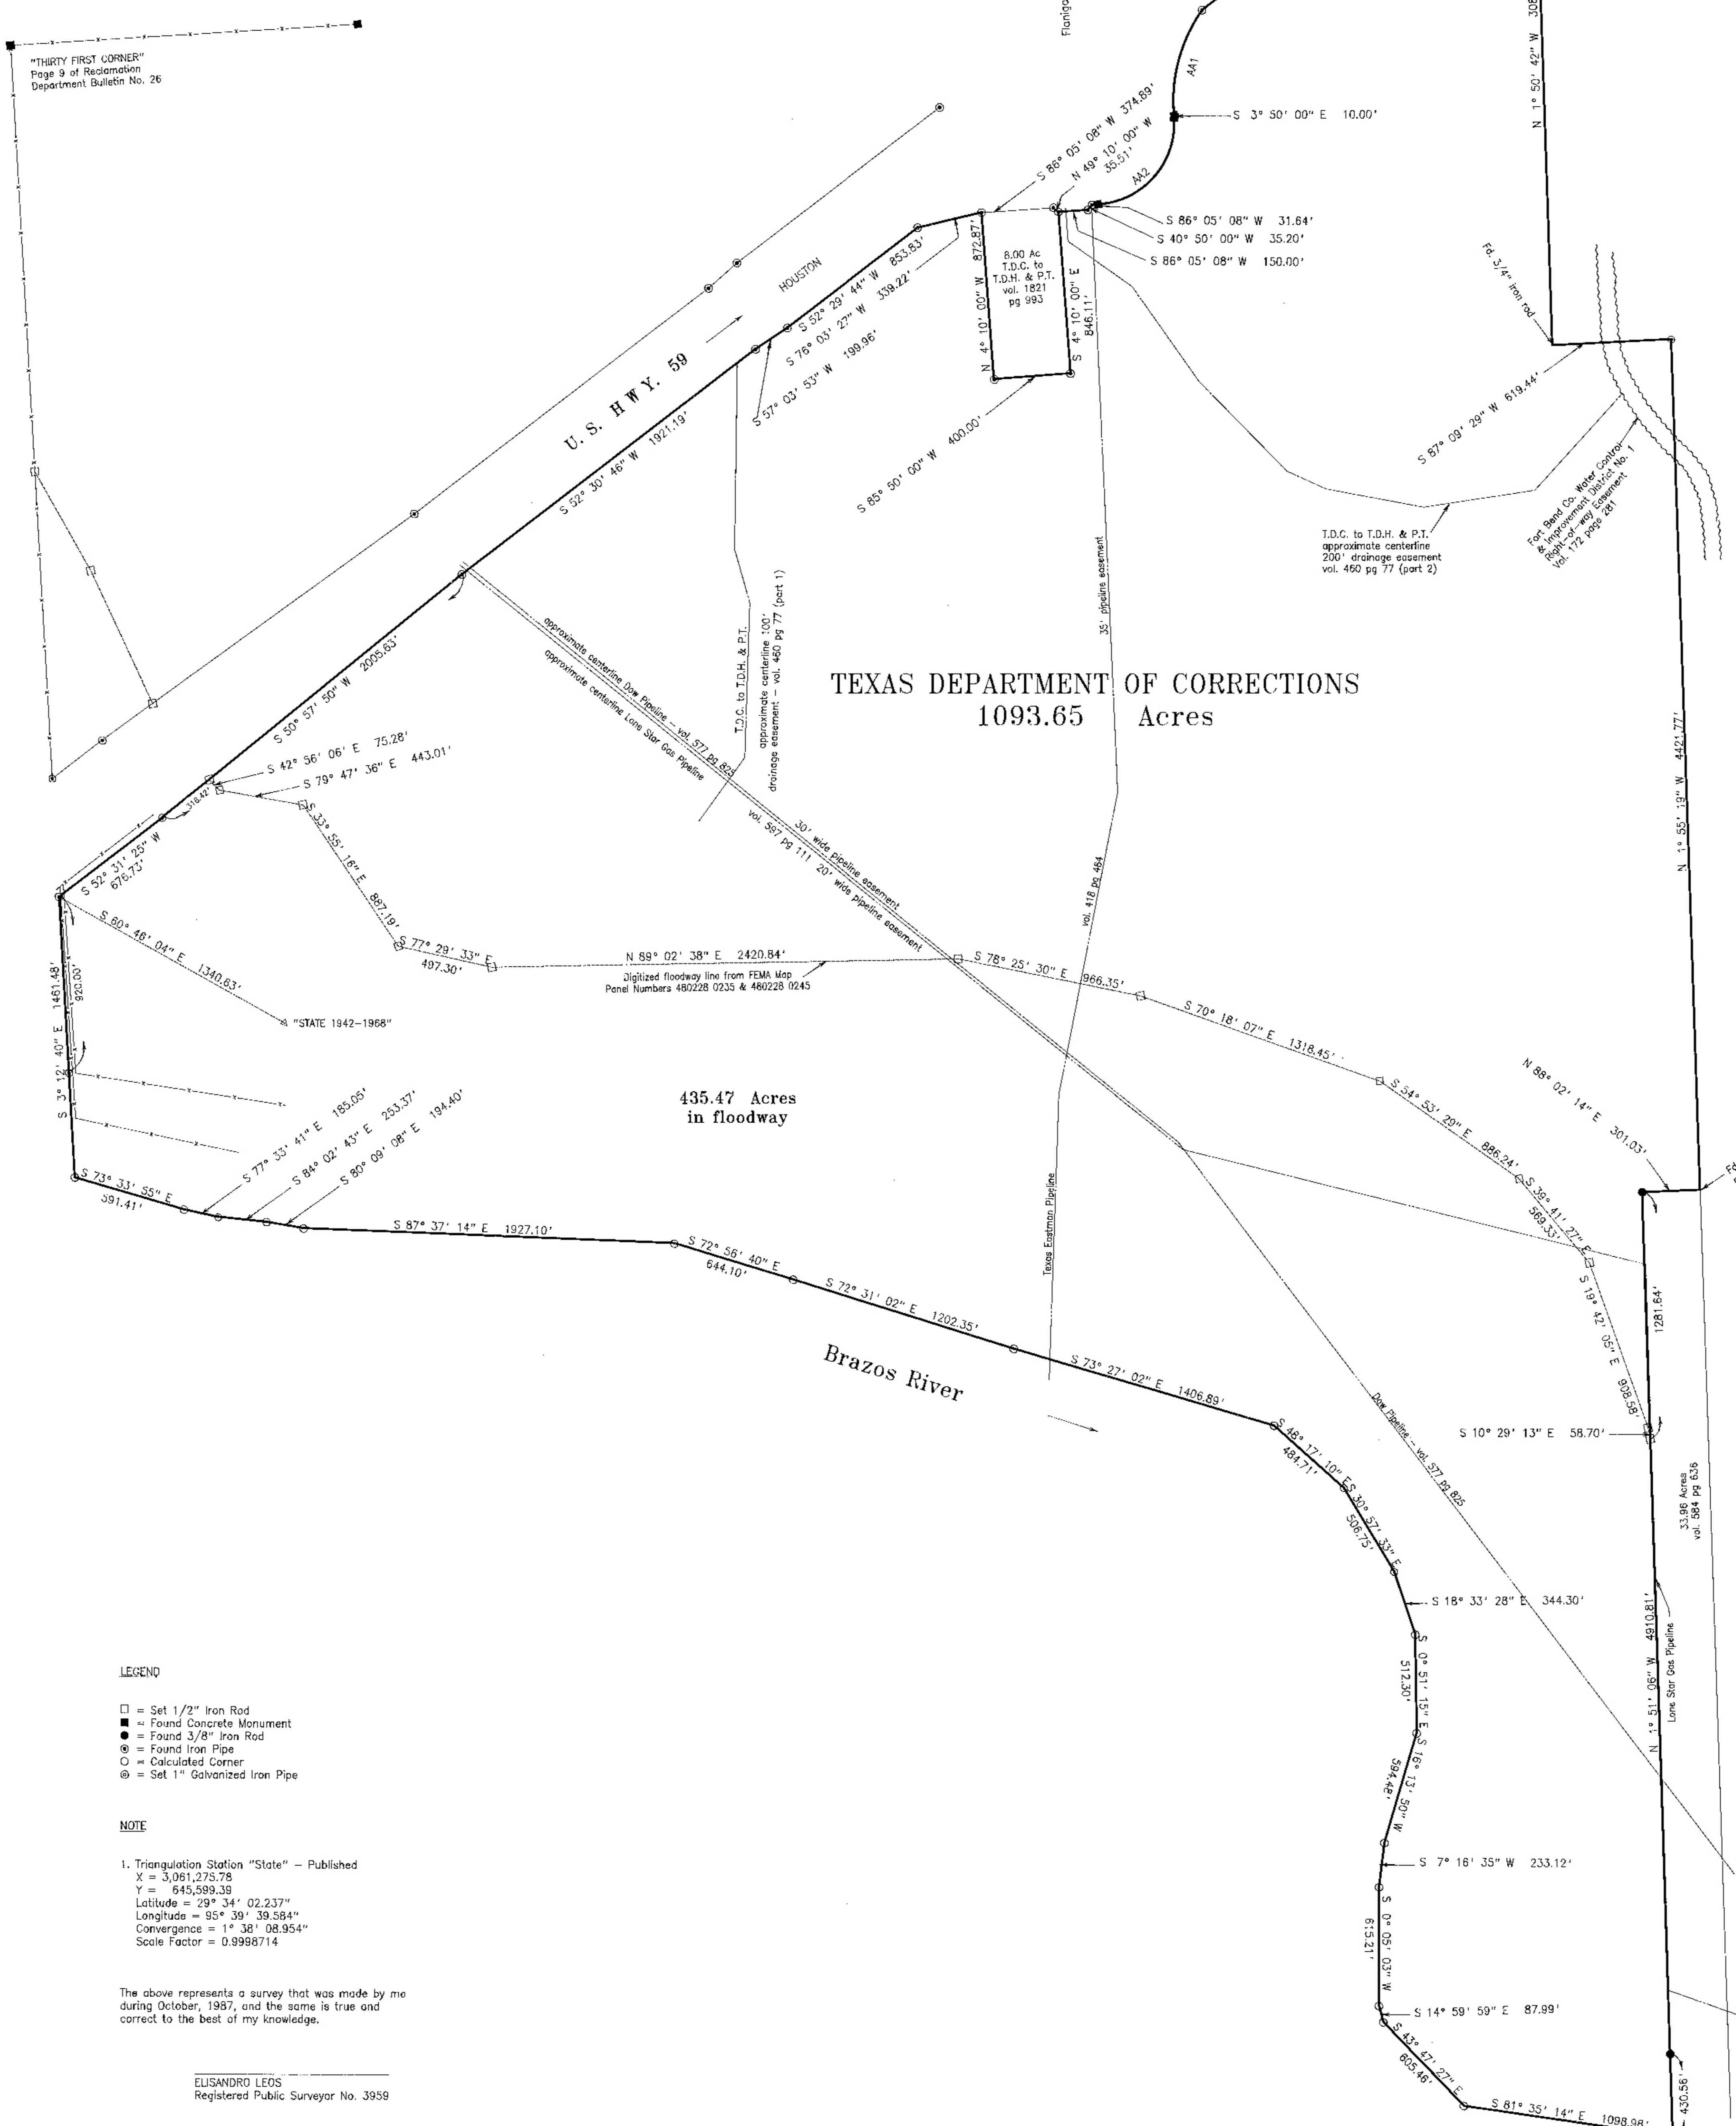 "THIRTY FIRST CORNER"
Page 9 of Reclamation
Department Bulletin No. 26
AA1
S 3° 50' 00" E 10.00'
S 86° 05' 08" W 374.89'
N 49° 10' 00" W
35.51'
AA2
S 86° 05' 08" W 31.64'
S 40° 50' 00" W 35.20'
S 86° 05' 08" W 150.00'
N 1° 50' 42" W
8.00 Ac
T.D.C. to
T.D.H. & P.T.
vol. 1821
pg 993
N 4° 10' 00" W 872.87'
S 4° 10' 00" E
846.11'
S 85° 50' 00" W 400.00'
HOUSTON
U. S. HWY. 59
S 52° 29' 44" W 853.83'
S 76° 03' 27" W 339.22'
S 57° 03' 53" W 199.96'
S 52° 30' 46" W 1921.19'
Fd. 3/4" iron rod
S 87° 09' 29" W 619.44'
Fort Bend Co. Water Control
& Improvement District No. 1
Right-of-way Easement
Vol. 172 page 281
T.D.C. to T.D.H. & P.T.
approximate centerline
200' drainage easement
vol. 460 pg 77 (part 2)
35' pipeline easement
T.D.C. to T.D.H. & P.T.
approximate centerline 100'
drainage easement – vol. 460 pg 77 (part 1)
approximate centerline Dow Pipeline – vol. 577 pg 825
approximate centerline Lone Star Gas Pipeline
30' wide pipeline easement
vol. 597 pg 111 20' wide pipeline easement
TEXAS DEPARTMENT OF CORRECTIONS
1093.65 Acres
N 1° 55' 19" W 4421.77'
S 50° 57' 50" W 2005.63'
S 42° 56' 06" E 75.28'
S 79° 47' 36" E 443.01'
318.42'
S 33° 55' 16" E 887.19'
S 52° 31' 25" W
676.73'
S 60° 46' 04" E 1340.63'
"STATE 1942–1968"
S 77° 29' 33" E
497.30'
N 89° 02' 38" E 2420.84'
Digitized floodway line from FEMA Map
Panel Numbers 480228 0235 & 480228 0245
S 78° 25' 30" E 966.35'
vol. 418 pg 464
S 70° 18' 07" E 1318.45'
S 54° 53' 29" E 886.24'
N 88° 02' 14" E 301.03'
S 39° 41' 27" E
569.33'
S 19° 42' 05" E 908.58'
1281.64'
S 10° 29' 13" E 58.70'
S 3° 12' 40" E 1461.48'
920.00'
435.47 Acres
in floodway
S 77° 33' 41" E 185.05'
S 84° 02' 43" E 253.37'
S 80° 09' 08" E 194.40'
S 73° 33' 55" E
591.41'
S 87° 37' 14" E 1927.10'
S 72° 56' 40" E
644.10'
S 72° 31' 02" E 1202.35'
Texas Eastman Pipeline
Brazos River
S 73° 27' 02" E 1406.89'
Dow Pipeline – vol. 577 pg 825
S 48° 17' 10" E
484.71'
S 30° 57' 33" E
506.75'
33.96 Acres
vol. 584 pg 636
S 18° 33' 28" E 344.30'
N 1° 51' 06" W 4910.81'
Lone Star Gas Pipeline
S 0° 51' 15" E
512.30'
S 16° 13' 50" W
594.48'
S 7° 16' 35" W 233.12'
S 0° 05' 03" W
615.21'
S 14° 59' 59" E 87.99'
S 43° 47' 27" E
605.46'
S 81° 35' 14" E 1098.98'
430.56'
LEGEND
□ = Set 1/2" Iron Rod
■ = Found Concrete Monument
● = Found 3/8" Iron Rod
◉ = Found Iron Pipe
○ = Calculated Corner
◎ = Set 1" Galvanized Iron Pipe
NOTE
1. Triangulation Station "State" – Published
X = 3,061,275.78
Y = 645,599.39
Latitude = 29° 34' 02.237"
Longitude = 95° 39' 39.584"
Convergence = 1° 38' 08.954"
Scale Factor = 0.9998714
The above represents a survey that was made by me
during October, 1987, and the same is true and
correct to the best of my knowledge.
ELISANDRO LEOS
Registered Public Surveyor No. 3959